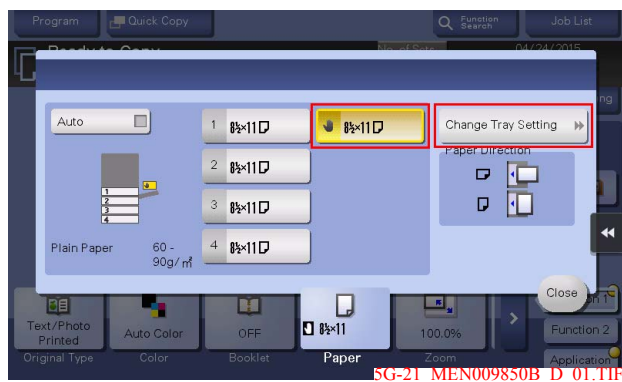 Program
Quick Copy
Function Search
Job List
Ready to Copy
No. of Sets
04/24/2015
Auto
1 8½×11
8½×11
Change Tray Setting
Paper Direction
2 8½×11
1
2
3
4
3 8½×11
Plain Paper
60 -
90g/㎡
4 8½×11
Close
Text/Photo
Printed
Auto Color
OFF
8½×11
100.0%
Function 2
Original Type
Color
Booklet
Paper
Zoom
Application
5G-21_MEN009850B_D_01.TIF